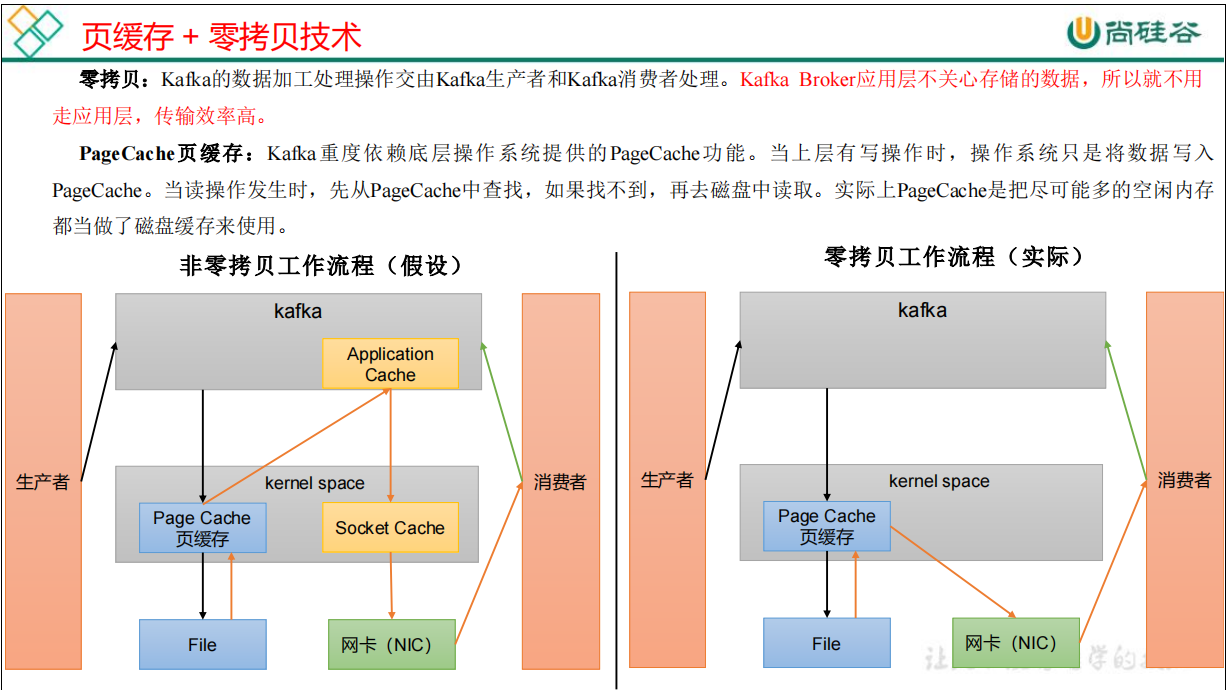 页缓存 + 零拷贝技术
尚硅谷
零拷贝：Kafka的数据加工处理操作交由Kafka生产者和Kafka消费者处理。Kafka Broker应用层不关心存储的数据，所以就不用
走应用层，传输效率高。
PageCache页缓存：Kafka重度依赖底层操作系统提供的PageCache功能。当上层有写操作时，操作系统只是将数据写入
PageCache。当读操作发生时，先从PageCache中查找，如果找不到，再去磁盘中读取。实际上PageCache是把尽可能多的空闲内存
都当做了磁盘缓存来使用。
非零拷贝工作流程（假设）
kafka
Application
Cache
生产者
kernel space
Page Cache
页缓存
Socket Cache
消费者
File
网卡（NIC）
零拷贝工作流程（实际）
kafka
生产者
kernel space
Page Cache
页缓存
消费者
File
网卡（NIC）